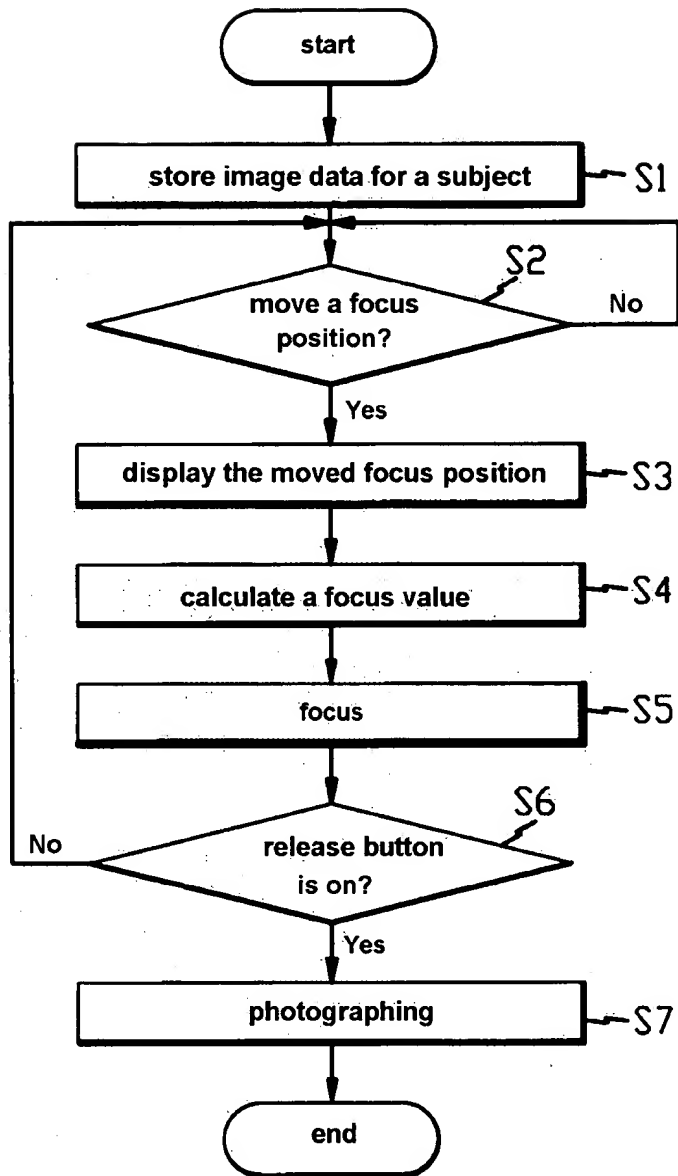 start
store image data for a subject
S1
S2
move a focus
position?
No
Yes
display the moved focus position
S3
calculate a focus value
S4
focus
S5
S6
No
release button
is on?
Yes
photographing
S7
end